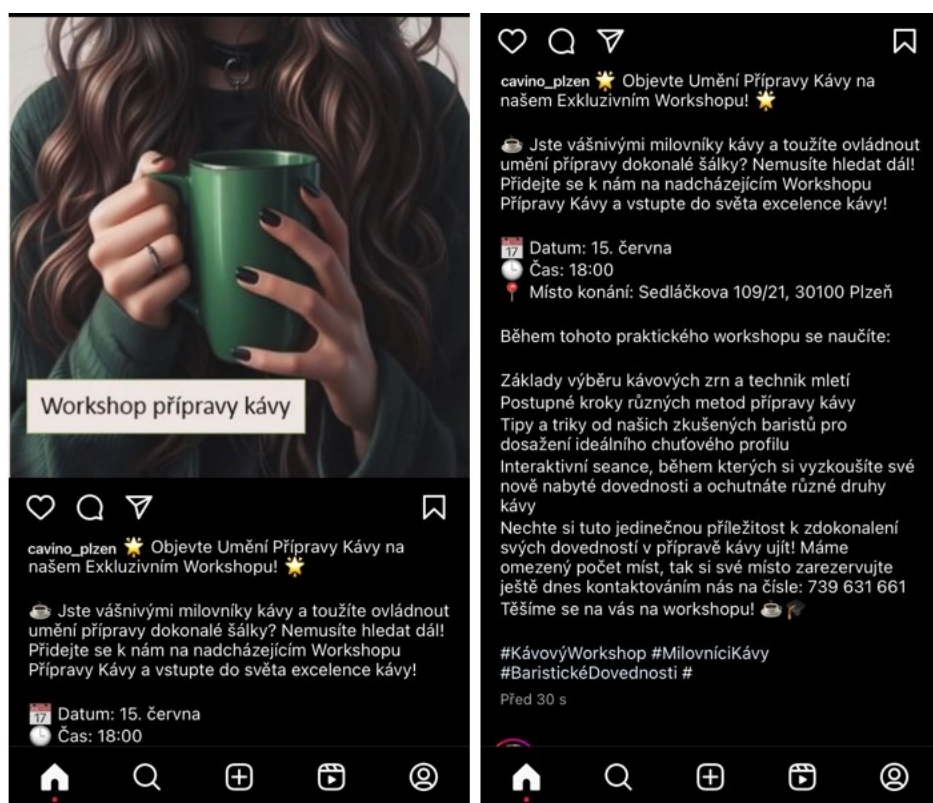 Workshop přípravy kávy
cavino_plzen 🌟 Objevte Umění Přípravy Kávy na
našem Exkluzivním Workshopu! 🌟
☕ Jste vášnivými milovníky kávy a toužíte ovládnout
umění přípravy dokonalé šálky? Nemusíte hledat dál!
Přidejte se k nám na nadcházejícím Workshopu
Přípravy Kávy a vstupte do světa excelence kávy!
📅 Datum: 15. června
🕒 Čas: 18:00
cavino_plzen 🌟 Objevte Umění Přípravy Kávy na
našem Exkluzivním Workshopu! 🌟
☕ Jste vášnivými milovníky kávy a toužíte ovládnout
umění přípravy dokonalé šálky? Nemusíte hledat dál!
Přidejte se k nám na nadcházejícím Workshopu
Přípravy Kávy a vstupte do světa excelence kávy!
📅 Datum: 15. června
🕒 Čas: 18:00
📍 Místo konání: Sedláčkova 109/21, 30100 Plzeň
Během tohoto praktického workshopu se naučíte:
Základy výběru kávových zrn a technik mletí
Postupné kroky různých metod přípravy kávy
Tipy a triky od našich zkušených baristů pro
dosažení ideálního chuťového profilu
Interaktivní seance, během kterých si vyzkoušíte své
nově nabyté dovednosti a ochutnáte různé druhy
kávy
Nechte si tuto jedinečnou příležitost k zdokonalení
svých dovedností v přípravě kávy ujít! Máme
omezený počet míst, tak si své místo zarezervujte
ještě dnes kontaktováním nás na čísle: 739 631 661
Těšíme se na vás na workshopu! ☕🎓
#KávovýWorkshop #MilovníciKávy
#BaristickéDovednosti #
Před 30 s